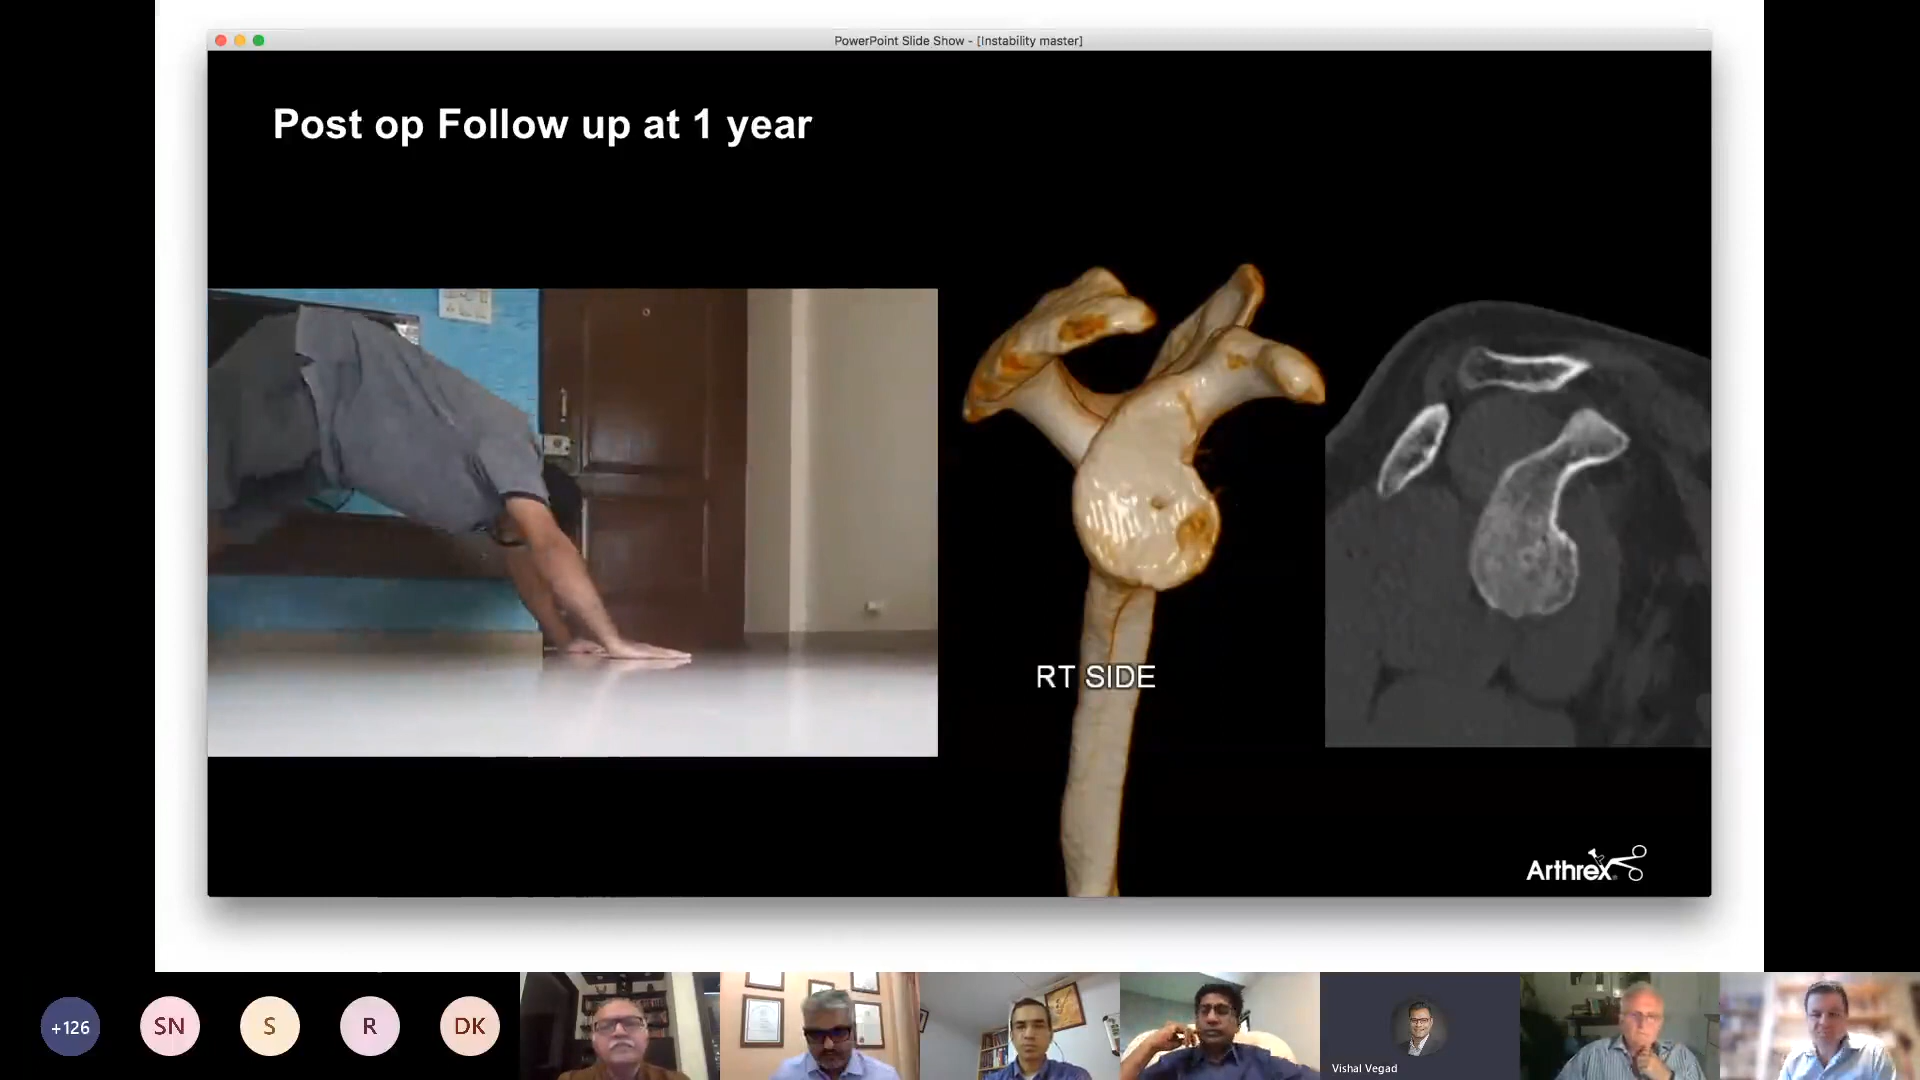 PowerPoint Slide Show - [Instability master]
Post op Follow up at 1 year
RT SIDE
Arthrex
+126
SN
S
R
DK
Vishal Vegad